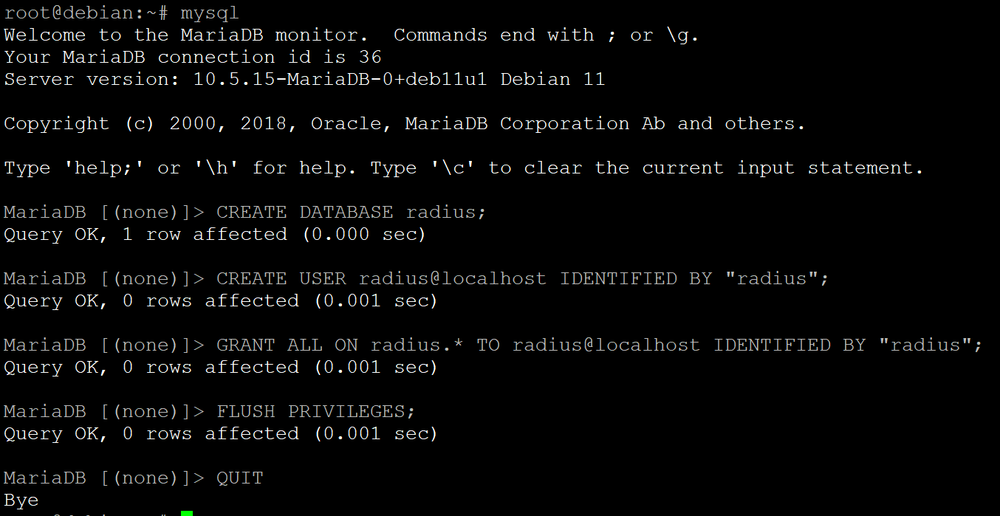 root@debian:~# mysql
Welcome to the MariaDB monitor.  Commands end with ; or \g.
Your MariaDB connection id is 36
Server version: 10.5.15-MariaDB-0+deb11u1 Debian 11
Copyright (c) 2000, 2018, Oracle, MariaDB Corporation Ab and others.
Type 'help;' or '\h' for help. Type '\c' to clear the current input statement.
MariaDB [(none)]> CREATE DATABASE radius;
Query OK, 1 row affected (0.000 sec)
MariaDB [(none)]> CREATE USER radius@localhost IDENTIFIED BY "radius";
Query OK, 0 rows affected (0.001 sec)
MariaDB [(none)]> GRANT ALL ON radius.* TO radius@localhost IDENTIFIED BY "radius";
Query OK, 0 rows affected (0.001 sec)
MariaDB [(none)]> FLUSH PRIVILEGES;
Query OK, 0 rows affected (0.001 sec)
MariaDB [(none)]> QUIT
Bye